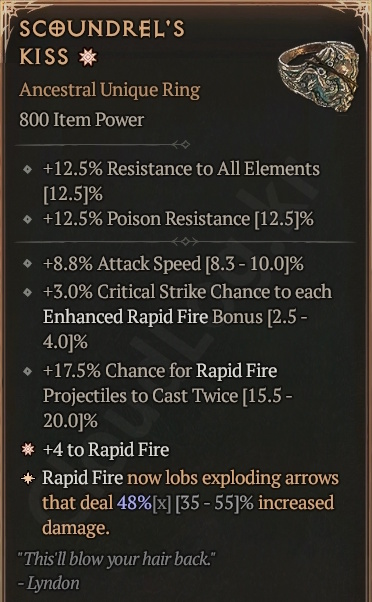 SCOUNDREL'S
KISS
Ancestral Unique Ring
800 Item Power
+12.5% Resistance to All Elements
[12.5]%
+12.5% Poison Resistance [12.5]%
+8.8% Attack Speed [8.3 - 10.0]%
+3.0% Critical Strike Chance to each
Enhanced Rapid Fire Bonus [2.5 -
4.0]%
+17.5% Chance for Rapid Fire
Projectiles to Cast Twice [15.5 -
20.0]%
+4 to Rapid Fire
Rapid Fire now lobs exploding arrows
that deal 48%[x] [35 - 55]% increased
damage.
"This'll blow your hair back."
- Lyndon